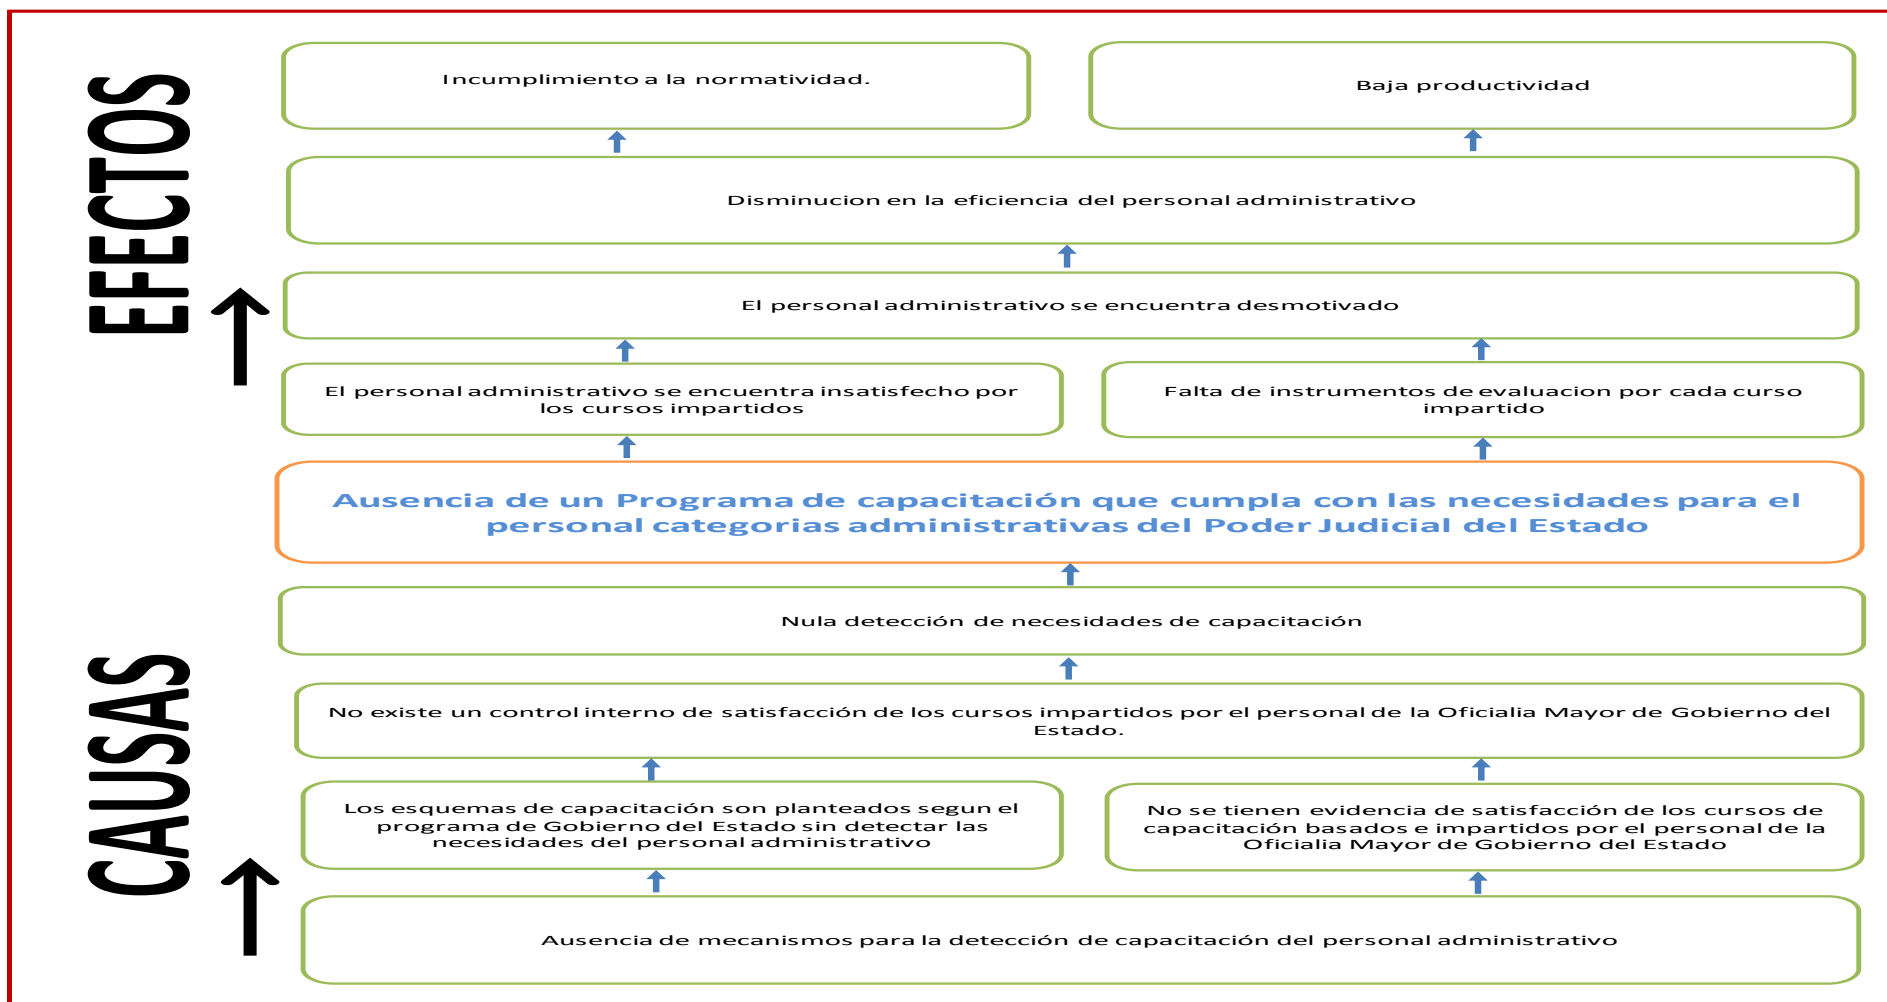 EFECTOS
Incumplimiento a la normatividad.
Baja productividad
Disminucion en la eficiencia del personal administrativo
El personal administrativo se encuentra desmotivado
El personal administrativo se encuentra insatisfecho por
los cursos impartidos
Falta de instrumentos de evaluacion por cada curso
impartido
Ausencia de un Programa de capacitación que cumpla con las necesidades para el
personal categorias administrativas del Poder Judicial del Estado
CAUSAS
Nula detección de necesidades de capacitación
No existe un control interno de satisfacción de los cursos impartidos por el personal de la Oficialia Mayor de Gobierno del
Estado.
Los esquemas de capacitación son planteados segun el
programa de Gobierno del Estado sin detectar las
necesidades del personal administrativo
No se tienen evidencia de satisfacción de los cursos de
capacitación basados e impartidos por el personal de la
Oficialia Mayor de Gobierno del Estado
Ausencia de mecanismos para la detección de capacitación del personal administrativo